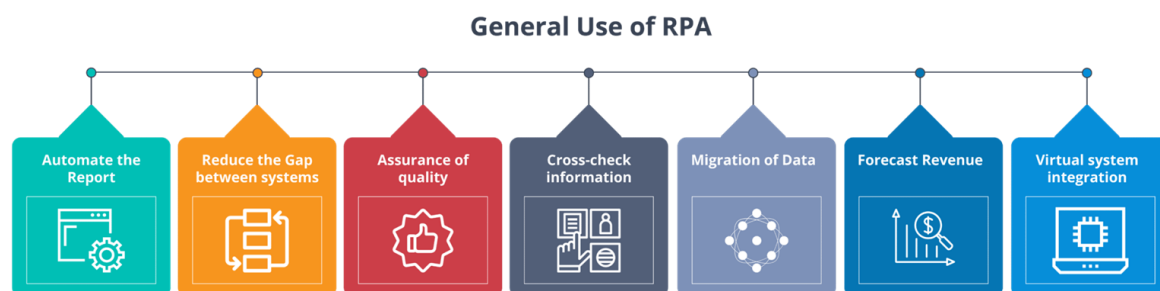 General Use of RPA
Automate the
Report
Reduce the Gap
between systems
Assurance of
quality
Cross-check
information
Migration of Data
Forecast Revenue
Virtual system
integration
$